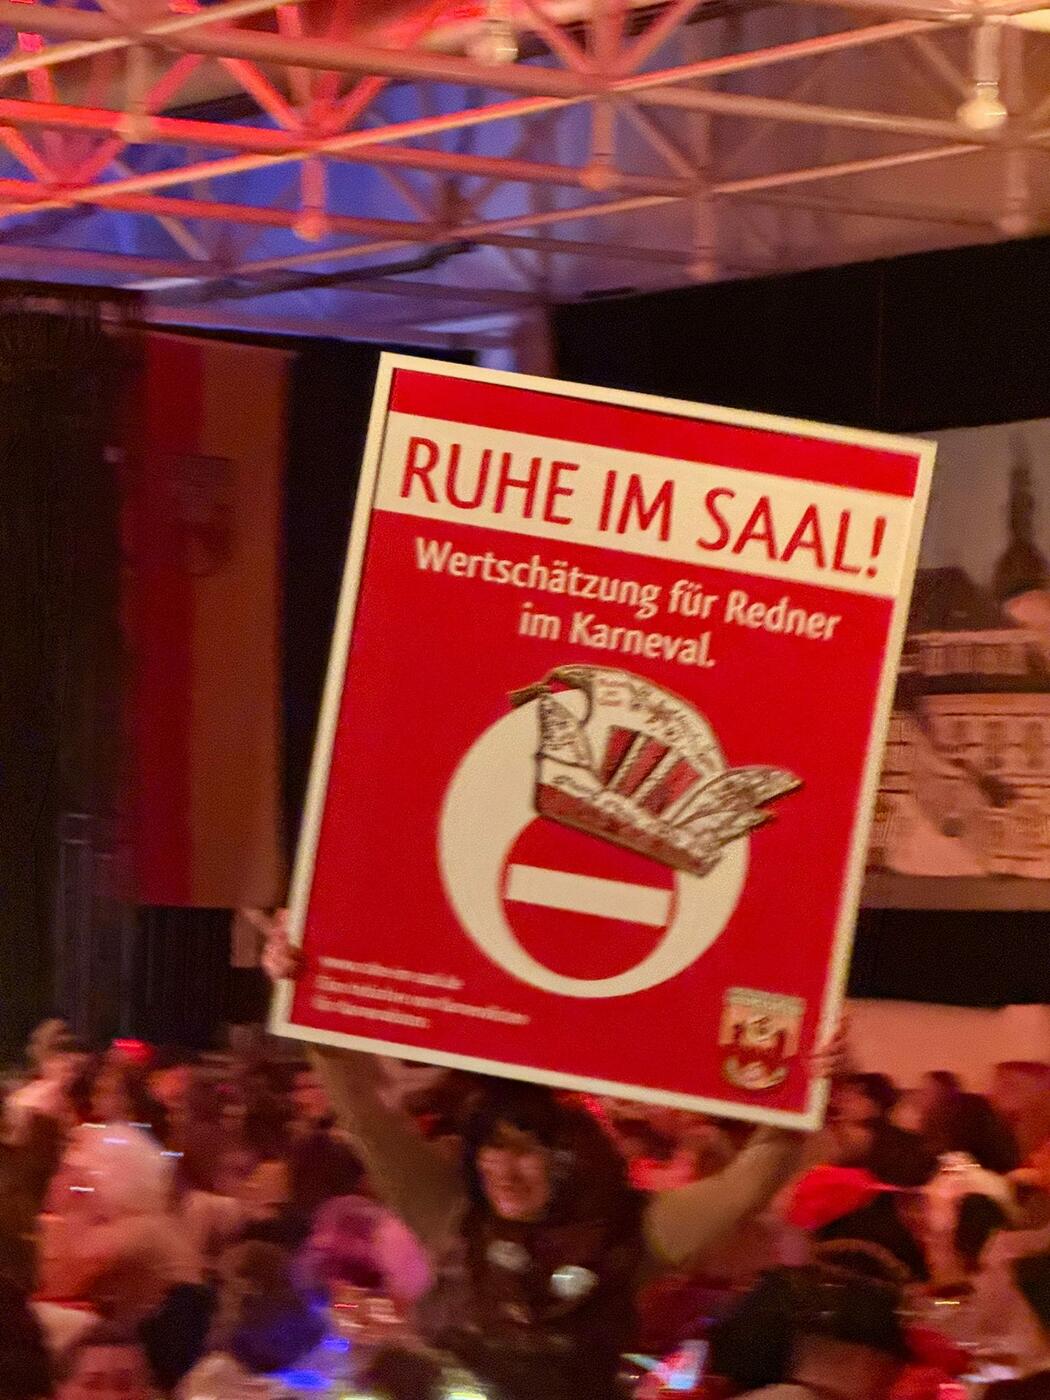 RUHE IM SAAL!
Wertschätzung für Redner
im Karneval.